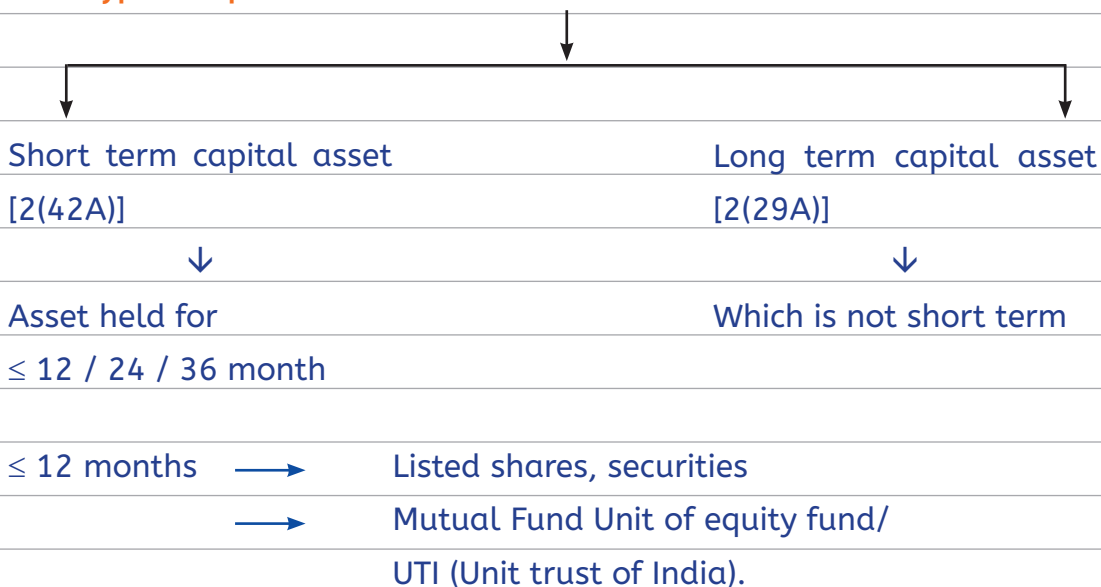 Short term capital asset Long term capital asset
[2(42A)] [2(29A)]
↓ ↓
Asset held for Which is not short term
≤ 12 / 24 / 36 month
≤ 12 months → Listed shares, securities
→ Mutual Fund Unit of equity fund/
UTI (Unit trust of India).